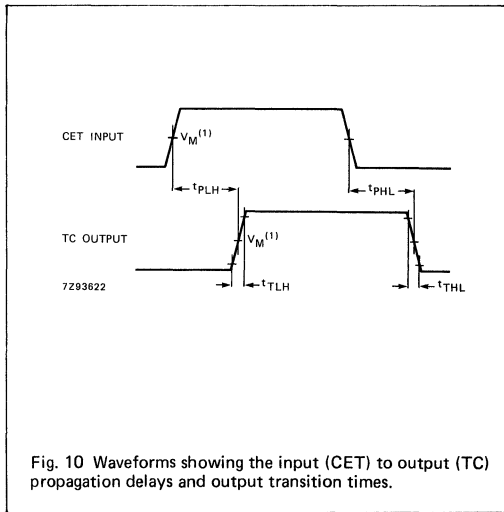 CET INPUT
V_M(1)
t_PLH
t_PHL
TC OUTPUT
V_M(1)
7Z93622
t_TLH
t_THL
Fig. 10 Waveforms showing the input (CET) to output (TC)
propagation delays and output transition times.